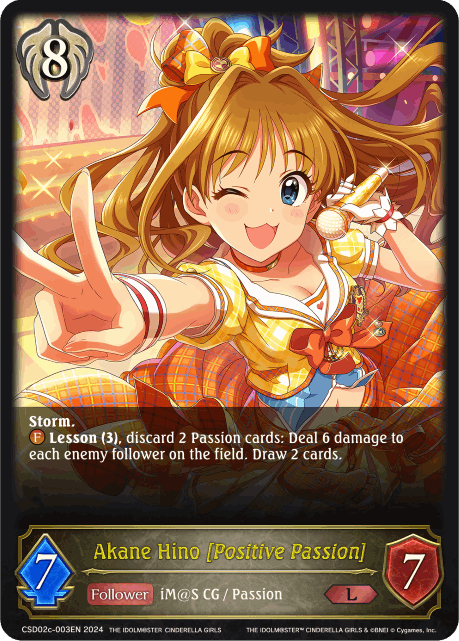 8
Storm.
F Lesson (3), discard 2 Passion cards: Deal 6 damage to
each enemy follower on the field. Draw 2 cards.
Akane Hino [Positive Passion]
7
Follower iM@S CG / Passion L
7
CSD02c-003EN 2024 THE IDOLM@STER CINDERELLA GIRLS THE IDOLM@STER™ CINDERELLA GIRLS & ©BNEI © Cygames, Inc.